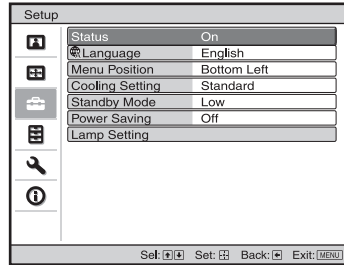 Setup
Status On
Language English
Menu Position Bottom Left
Cooling Setting Standard
Standby Mode Low
Power Saving Off
Lamp Setting
Sel: Set: Back: Exit: MENU